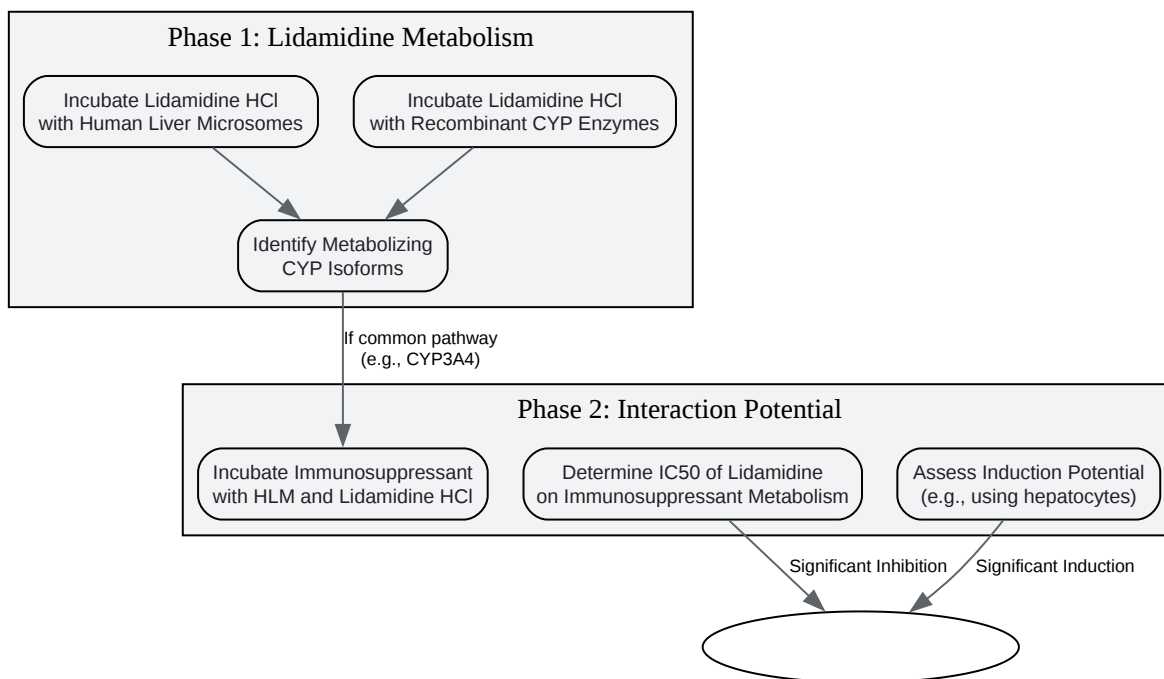 Phase 1: Lidamidine Metabolism
Incubate Lidamidine HCl
with Human Liver Microsomes
Incubate Lidamidine HCl
with Recombinant CYP Enzymes
Identify Metabolizing
CYP Isoforms
If common pathway
(e.g., CYP3A4)
Phase 2: Interaction Potential
Incubate Immunosuppressant
with HLM and Lidamidine HCl
Determine IC50 of Lidamidine
on Immunosuppressant Metabolism
Assess Induction Potential
(e.g., using hepatocytes)
Significant Inhibition
Significant Induction